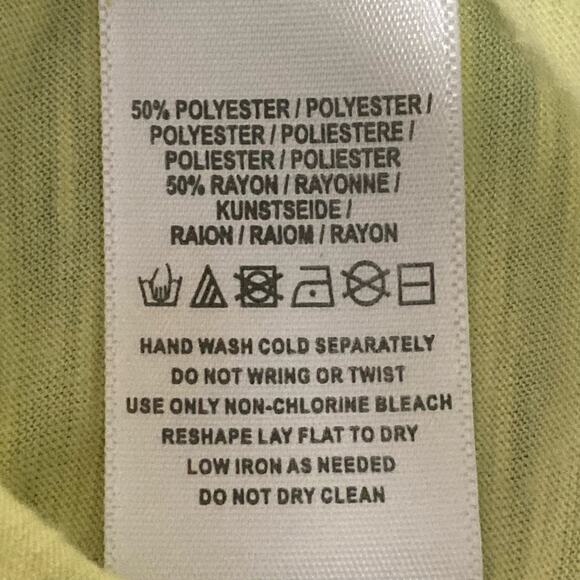 50% POLYESTER / POLYESTER /
POLYESTER / POLIESTERE /
POLIESTER / POLIESTER
50% RAYON / RAYONNE /
KUNSTSEIDE /
RAION / RAIOM / RAYON
HAND WASH COLD SEPARATELY
DO NOT WRING OR TWIST
USE ONLY NON-CHLORINE BLEACH
RESHAPE LAY FLAT TO DRY
LOW IRON AS NEEDED
DO NOT DRY CLEAN